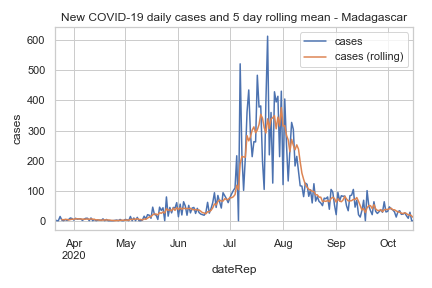 New COVID-19 daily cases and 5 day rolling mean - Madagascar
cases
cases (rolling)
600
500
400
300
200
100
0
cases
Apr
2020
May
Jun
Jul
Aug
Sep
Oct
dateRep